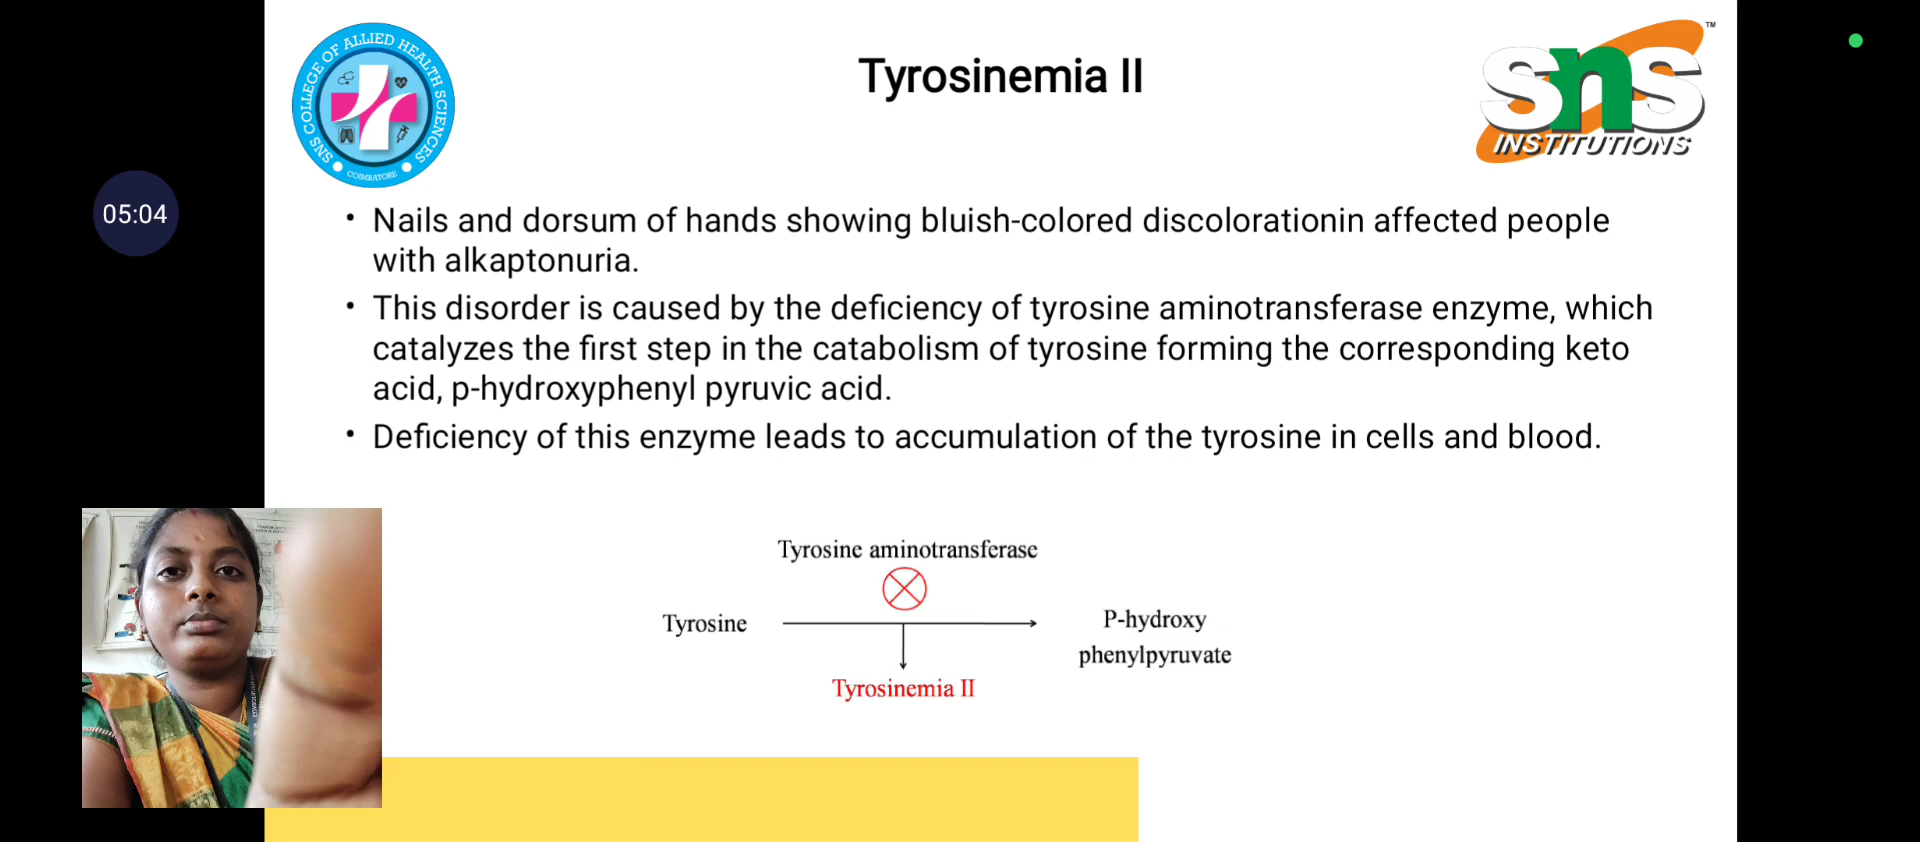 SNS COLLEGE OF ALLIED HEALTH SCIENCES
COIMBATORE
Tyrosinemia II
TM
sns
INSTITUTIONS
05:04
• Nails and dorsum of hands showing bluish-colored discolorationin affected people
with alkaptonuria.
• This disorder is caused by the deficiency of tyrosine aminotransferase enzyme, which
catalyzes the first step in the catabolism of tyrosine forming the corresponding keto
acid, p-hydroxyphenyl pyruvic acid.
• Deficiency of this enzyme leads to accumulation of the tyrosine in cells and blood.
Tyrosine aminotransferase
Tyrosine
P-hydroxy
phenylpyruvate
Tyrosinemia II